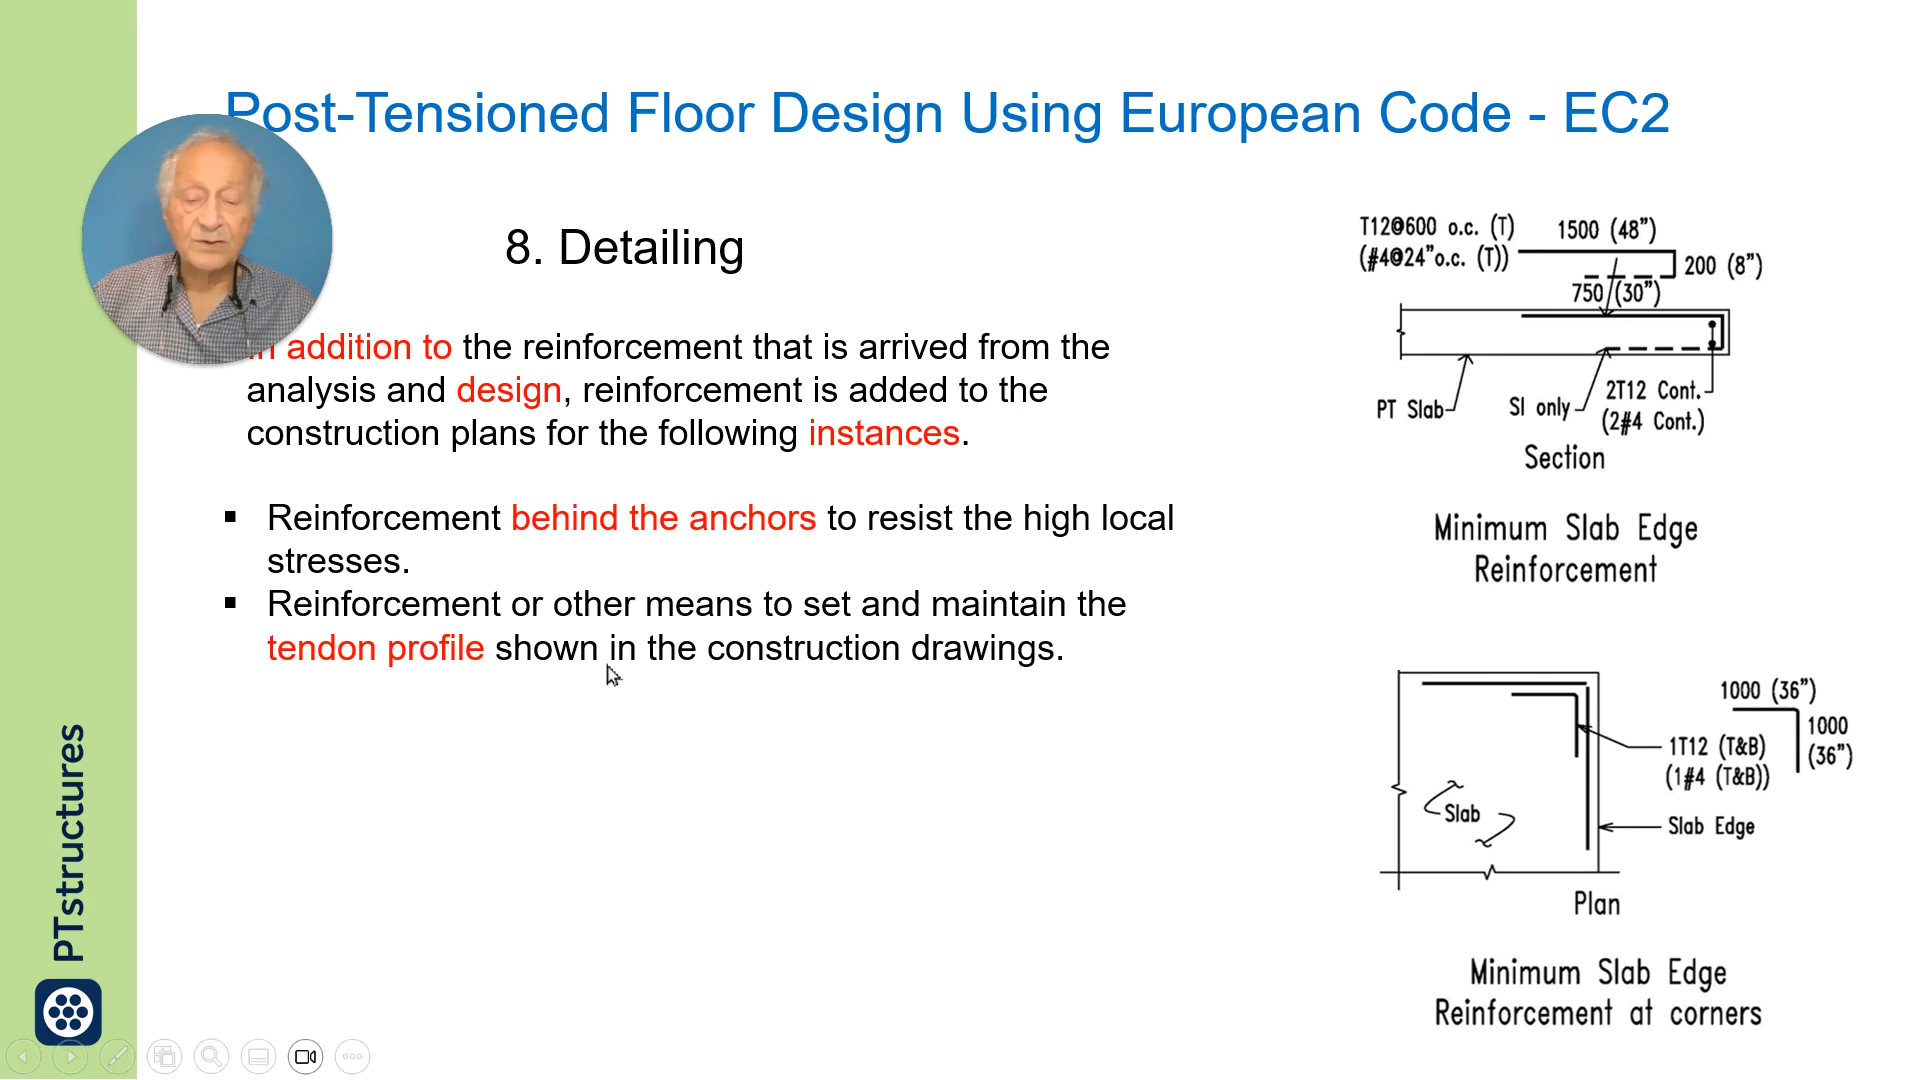 Post-Tensioned Floor Design Using European Code - EC2
8. Detailing
In addition to the reinforcement that is arrived from the
analysis and design, reinforcement is added to the
construction plans for the following instances.
▪ Reinforcement behind the anchors to resist the high local
stresses.
▪ Reinforcement or other means to set and maintain the
tendon profile shown in the construction drawings.
T12@600 o.c. (T)
(#4@24”o.c. (T))
1500 (48”)
200 (8”)
750 (30”)
PT Slab
SI only
2T12 Cont.
(2#4 Cont.)
Section
Minimum Slab Edge
Reinforcement
1000 (36”)
1000
(36”)
1T12 (T&B)
(1#4 (T&B))
Slab
Slab Edge
Plan
Minimum Slab Edge
Reinforcement at corners
PTstructures